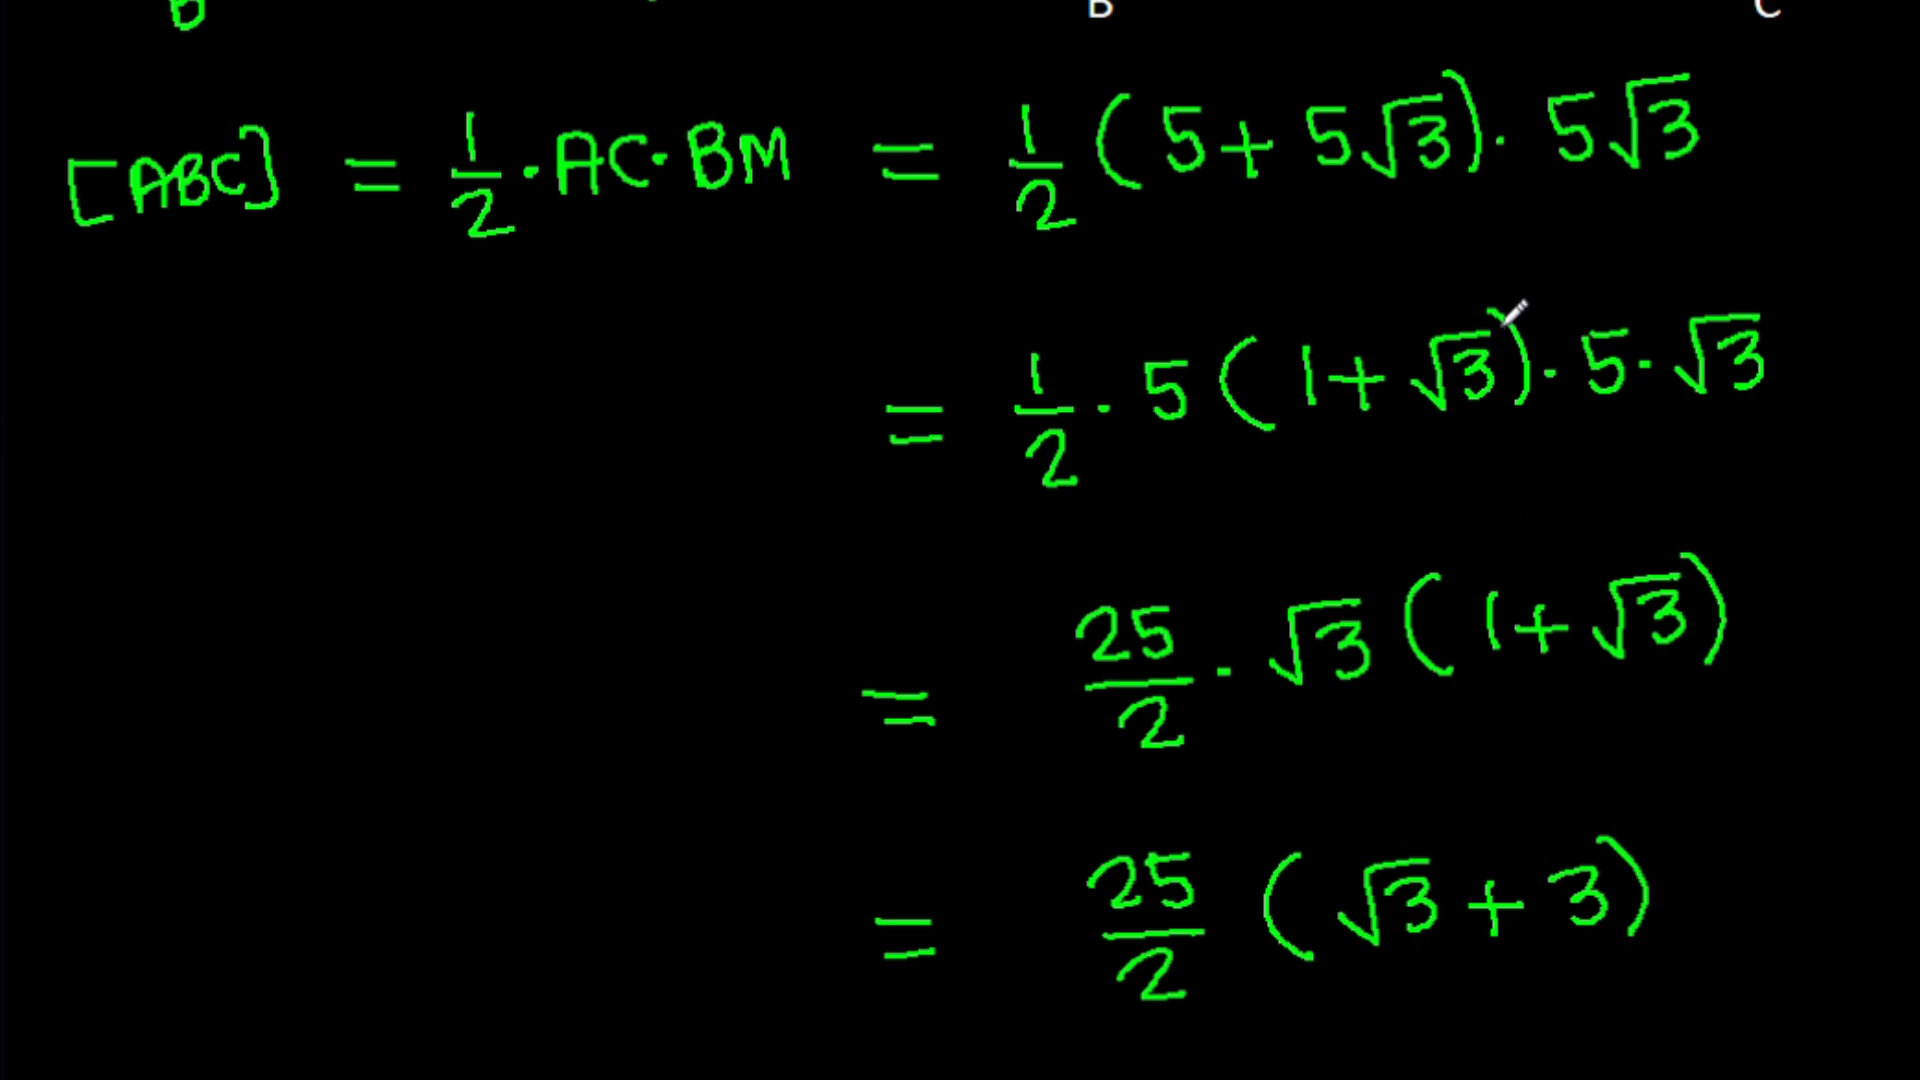 B B C
[ABC] = 1/2 · AC · BM = 1/2 (5 + 5√3) · 5√3
= 1/2 · 5 (1 + √3) · 5 · √3
= 25/2 · √3 (1 + √3)
= 25/2 (√3 + 3)